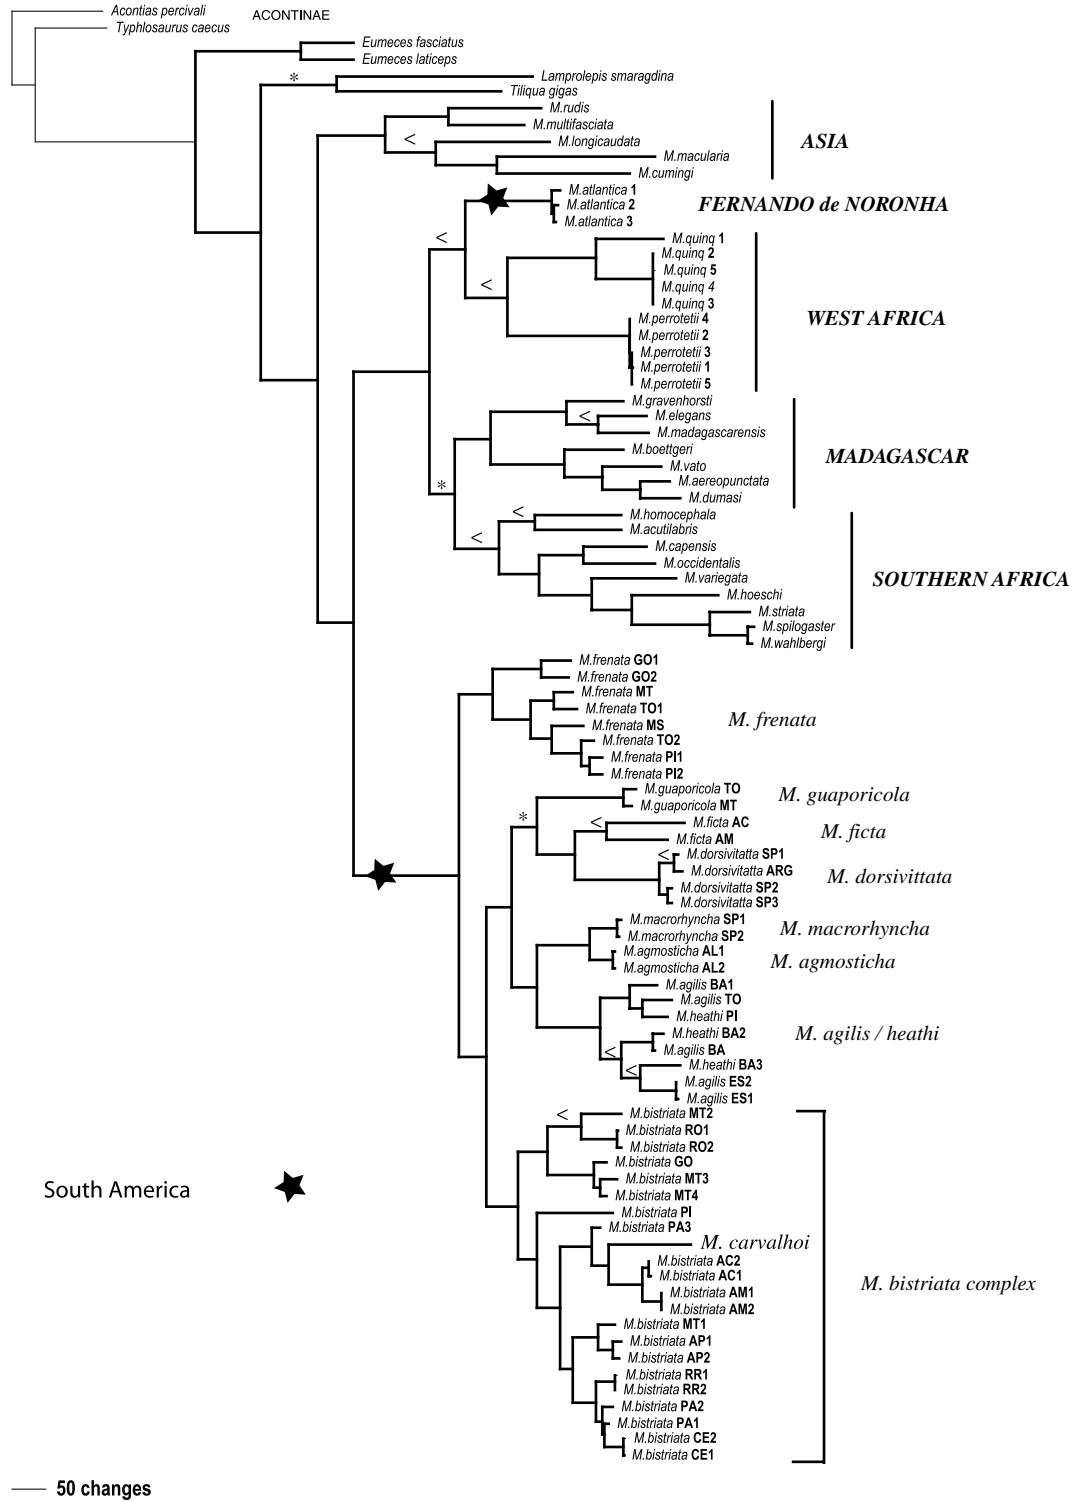 Acontias percivali
ACONTINAE
Typhlosaurus caecus
Eumeces fasciatus
Eumeces laticeps
*
Lamprolepis smaragdina
Tiliqua gigas
M.rudis
M.multifasciata
<
M.longicaudata
M.macularia
M.cumingi
ASIA
M.atlantica 1
M.atlantica 2
M.atlantica 3
FERNANDO de NORONHA
<
M.quinq 1
M.quinq 2
M.quinq 5
<
M.quinq 4
M.quinq 3
M.perrotetii 4
M.perrotetii 2
M.perrotetii 3
M.perrotetii 1
M.perrotetii 5
WEST AFRICA
M.gravenhorsti
<
M.elegans
M.madagascarensis
M.boettgeri
M.vato
M.aereopunctata
M.dumasi
MADAGASCAR
*
<
M.homocephala
M.acutilabris
<
M.capensis
M.occidentalis
M.variegata
M.hoeschi
M.striata
M.spilogaster
M.wahlbergi
SOUTHERN AFRICA
M.frenata GO1
M.frenata GO2
M.frenata MT
M.frenata TO1
M.frenata MS
M.frenata TO2
M.frenata PI1
M.frenata PI2
M. frenata
M.guaporicola TO
M.guaporicola MT
M. guaporicola
*
<
M.ficta AC
M.ficta AM
M. ficta
<
M.dorsivitatta SP1
M.dorsivitatta ARG
M.dorsivitatta SP2
M.dorsivitatta SP3
M. dorsivittata
M.macrorhyncha SP1
M.macrorhyncha SP2
M. macrorhyncha
M.agmosticha AL1
M.agmosticha AL2
M. agmosticha
M.agilis BA1
M.agilis TO
M.heathi PI
M.heathi BA2
<
M.agilis BA
<
M.heathi BA3
M.agilis ES2
M.agilis ES1
M. agilis / heathi
<
M.bistriata MT2
M.bistriata RO1
M.bistriata RO2
M.bistriata GO
M.bistriata MT3
M.bistriata MT4
M.bistriata PI
M.bistriata PA3
M. carvalhoi
M.bistriata AC2
M.bistriata AC1
M.bistriata AM1
M.bistriata AM2
M.bistriata MT1
M.bistriata AP1
M.bistriata AP2
M.bistriata RR1
M.bistriata RR2
M.bistriata PA2
M.bistriata PA1
M.bistriata CE2
M.bistriata CE1
M. bistriata complex
South America
50 changes